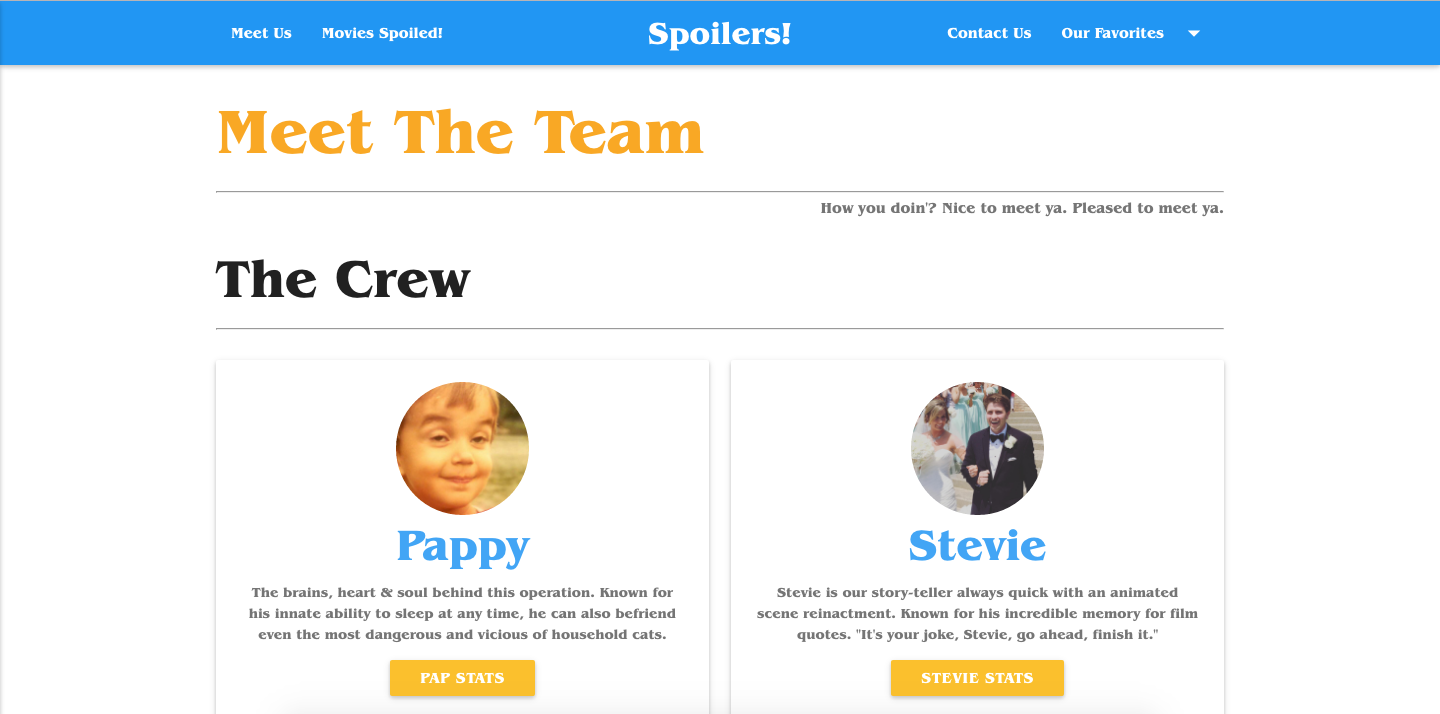 Meet Us Movies Spoiled! Spoilers! Contact Us Our Favorites
Meet The Team
How you doin'? Nice to meet ya. Pleased to meet ya.
The Crew
Pappy
The brains, heart & soul behind this operation. Known for
his innate ability to sleep at any time, he can also befriend
even the most dangerous and vicious of household cats.
PAP STATS
Stevie
Stevie is our story-teller always quick with an animated
scene reinactment. Known for his incredible memory for film
quotes. "It's your joke, Stevie, go ahead, finish it."
STEVIE STATS